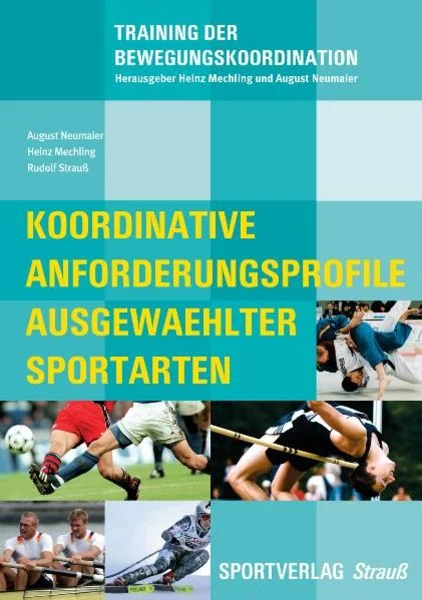 TRAINING DER
BEWEGUNGSKOORDINATION
Herausgeber Heinz Mechling und August Neumaier
August Neumaier
Heinz Mechling
Rudolf Strauß
KOORDINATIVE
ANFORDERUNGSPROFILE
AUSGEWAEHLTER
SPORTARTEN
SPORTVERLAG Strauß